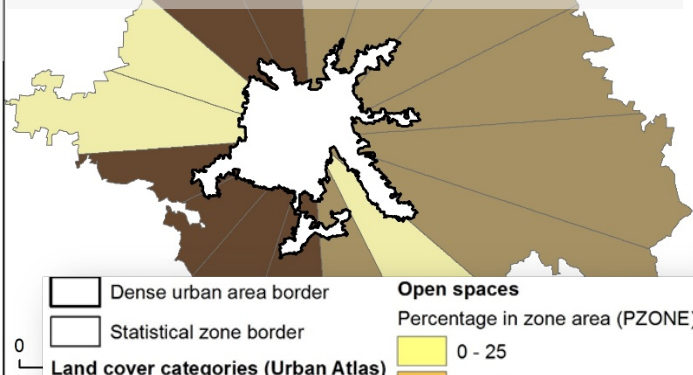 Dense urban area border
Statistical zone border
0
Land cover categories (Urban Atlas)
Open spaces
Percentage in zone area (PZONE)
0 - 25